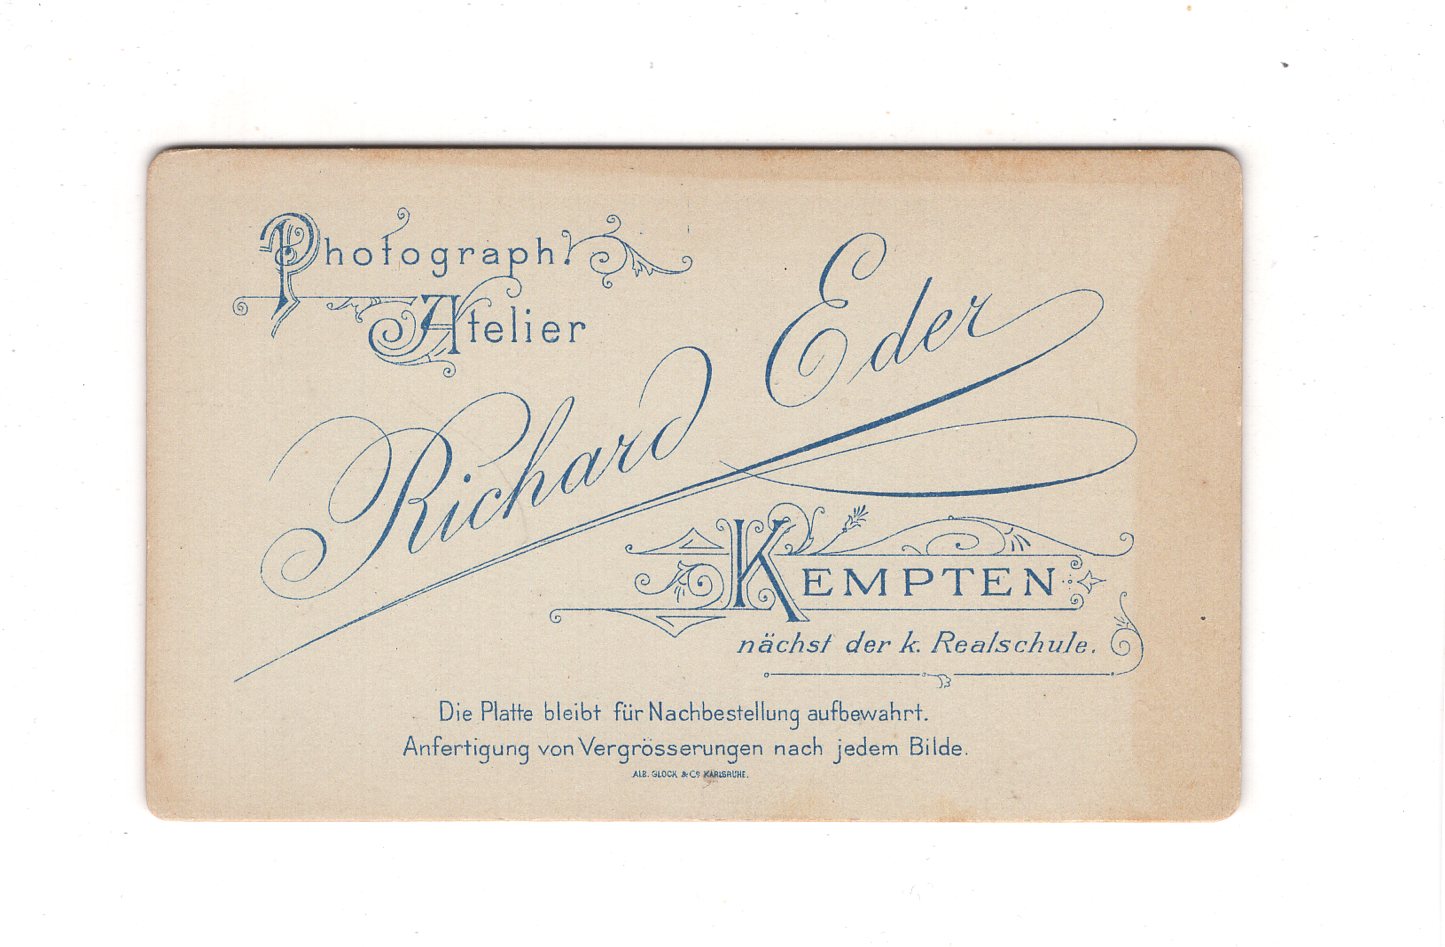 Photograph.
Atelier
Richard Eder
KEMPTEN
nächst der k. Realschule.
Die Platte bleibt für Nachbestellung aufbewahrt.
Anfertigung von Vergrösserungen nach jedem Bilde.
ALB. GLOCK & Co KARLSRUHE.